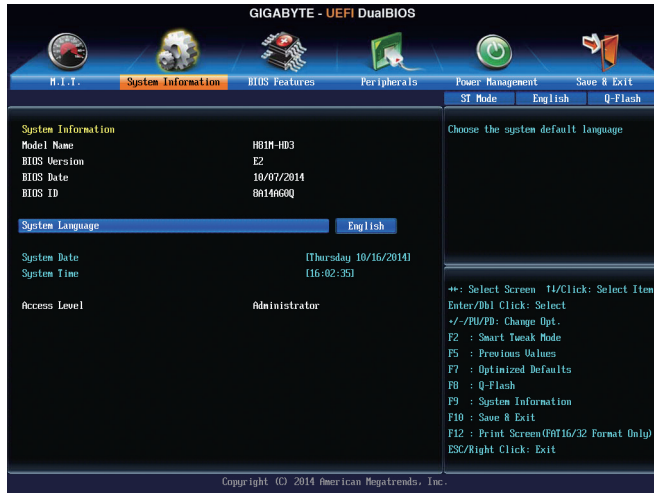 GIGABYTE - UEFI DualBIOS
M.I.T. System Information BIOS Features Peripherals Power Management Save & Exit
ST Mode English Q-Flash
System Information
Model Name H81M-HD3
BIOS Version E2
BIOS Date 10/07/2014
BIOS ID 8A14AG0Q
System Language English
System Date [Thursday 10/16/2014]
System Time [16:02:35]
Access Level Administrator
Choose the system default language
→←: Select Screen ↑↓/Click: Select Item
Enter/Dbl Click: Select
+/-/PU/PD: Change Opt.
F2 : Smart Tweak Mode
F5 : Previous Values
F7 : Optimized Defaults
F8 : Q-Flash
F9 : System Information
F10 : Save & Exit
F12 : Print Screen(FAT16/32 Format Only)
ESC/Right Click: Exit
Copyright (C) 2014 American Megatrends, Inc.